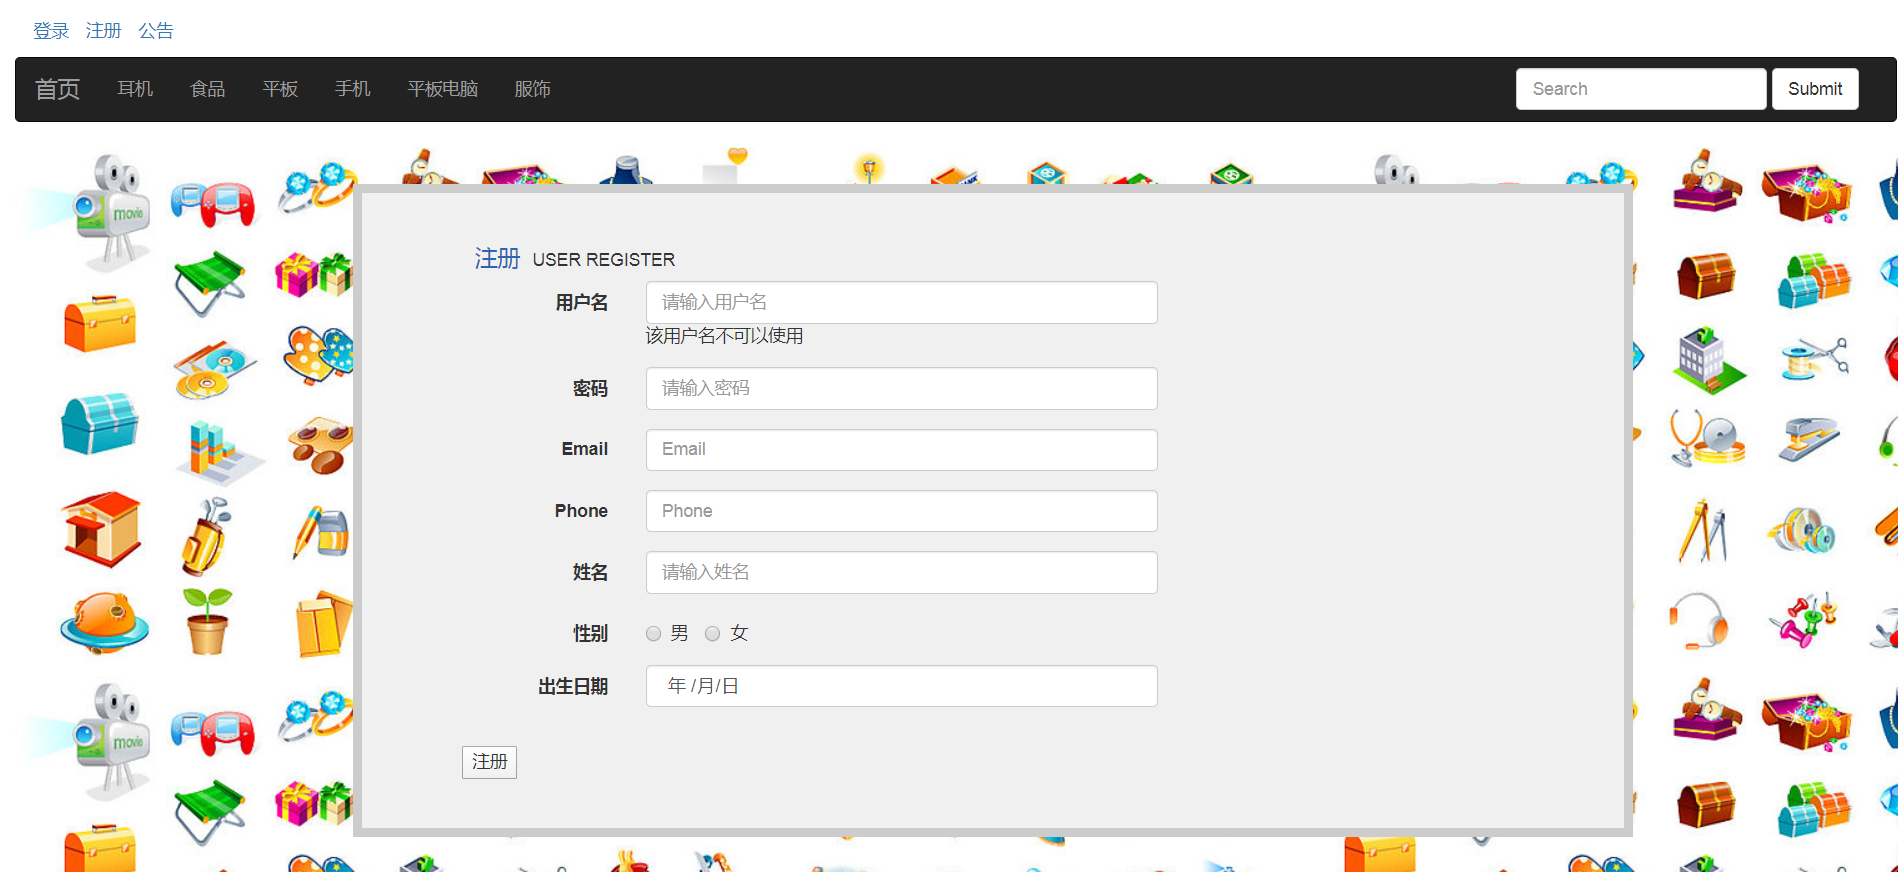 登录 注册 公告
首页 耳机 食品 平板 手机 平板电脑 服饰 Search Submit
movie
注册 USER REGISTER
用户名 请输入用户名
该用户名不可以使用
密码 请输入密码
Email Email
Phone Phone
姓名 请输入姓名
性别 男 女
出生日期 年 /月/日
movie
注册